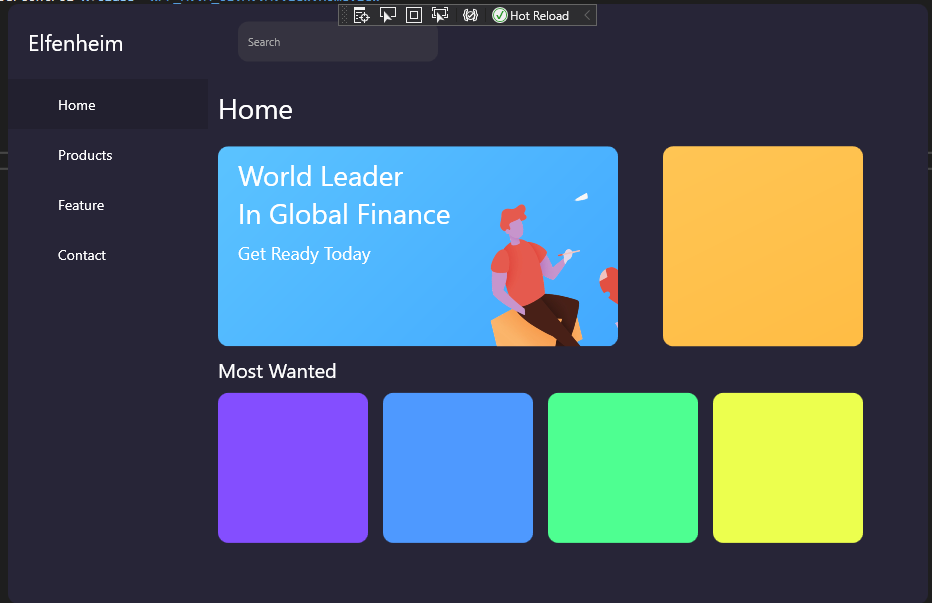 Hot Reload
Elfenheim
Search
Home
Home
Products
World Leader
In Global Finance
Feature
Get Ready Today
Contact
Most Wanted